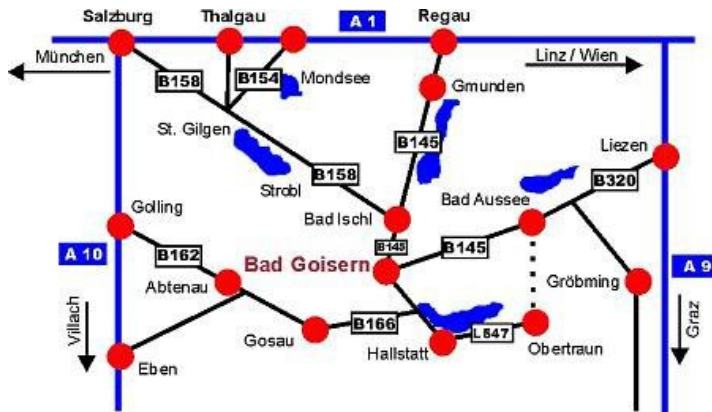 Salzburg
Thalgau
Regau
A 1
München
Linz / Wien
B158
B154
Mondsee
Gmunden
St. Gilgen
B145
Liezen
Strobl
B158
Bad Aussee
B320
Golling
Bad Ischl
B145
B145
A 10
B162
Bad Goisern
A 9
Abtenau
Gröbming
Villach
Gosau
B166
Hallstatt
L547
Obertraun
Graz
Eben